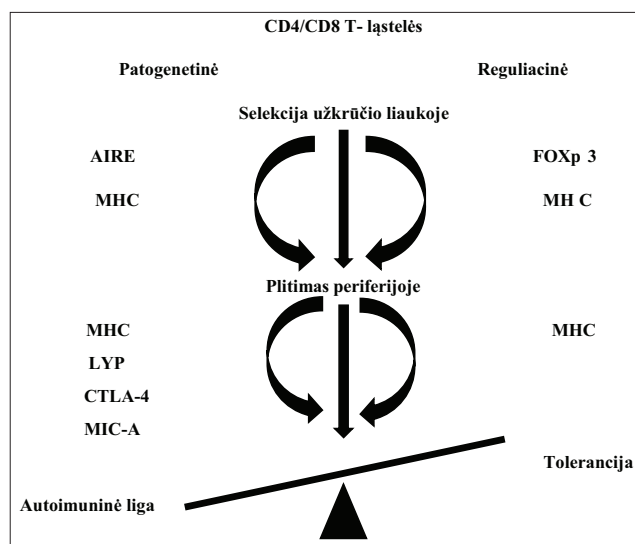 CD4/CD8 T- ląstelės
Patogenetinė
Reguliacinė
Selekcija užkrūčio liaukoje
AIRE
FOXp 3
MHC
MH C
Plitimas periferijoje
MHC
MHC
LYP
CTLA-4
MIC-A
Tolerancija
Autoimuninė liga